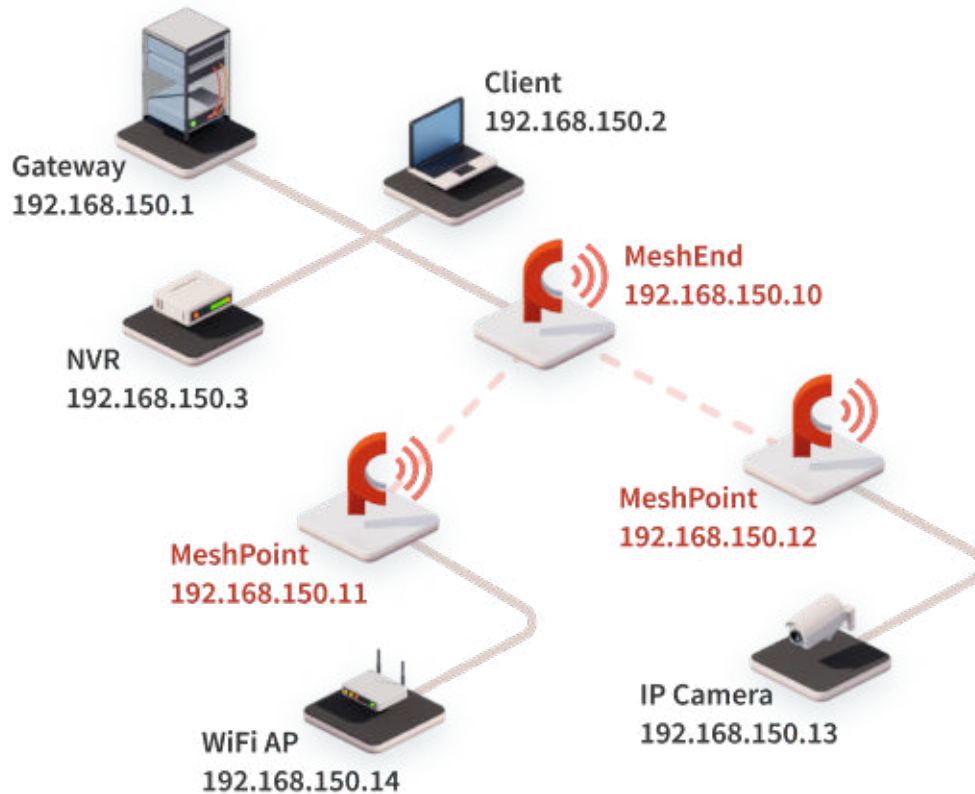 Client
192.168.150.2
Gateway
192.168.150.1
MeshEnd
192.168.150.10
NVR
192.168.150.3
MeshPoint
192.168.150.12
MeshPoint
192.168.150.11
IP Camera
192.168.150.13
WiFi AP
192.168.150.14